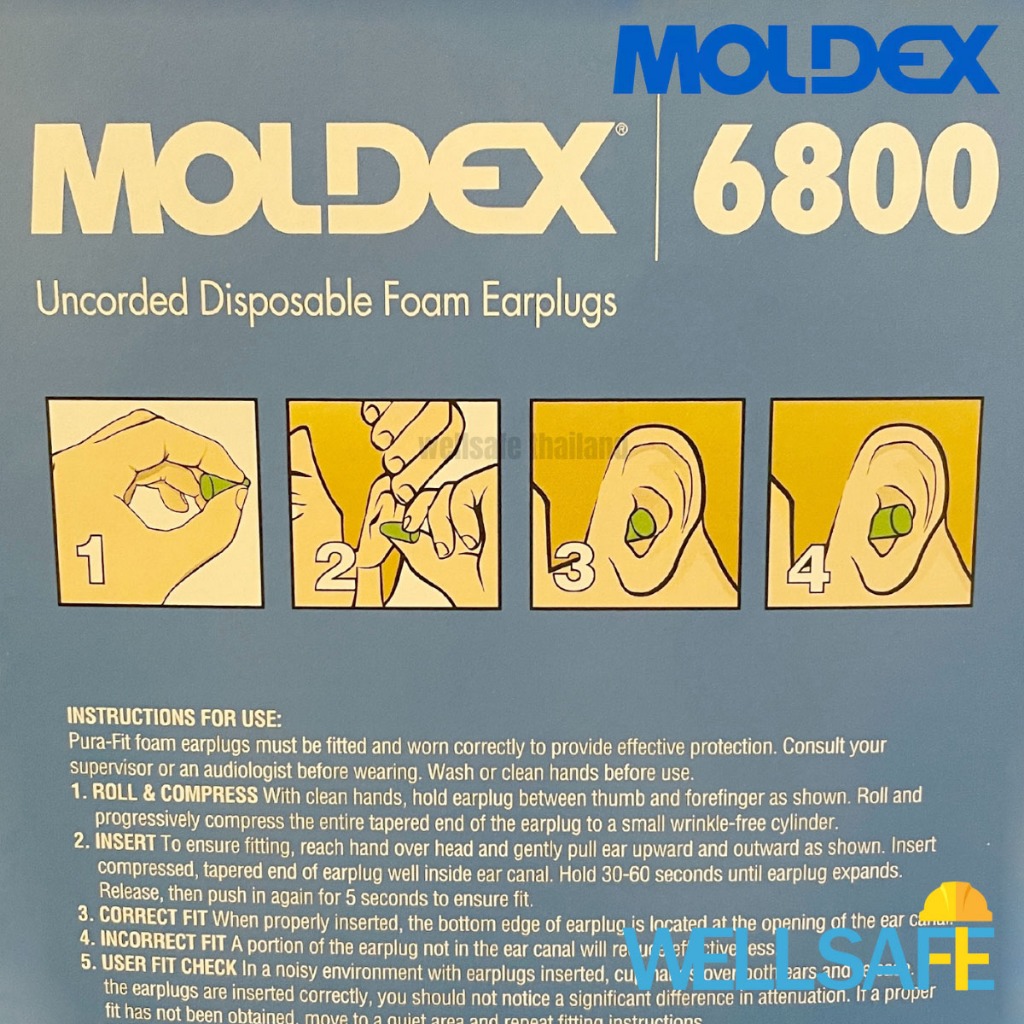 MOLDEX
MOLDEX® 6800
Uncorded Disposable Foam Earplugs
wellsafe thailand
1
2
3
4
INSTRUCTIONS FOR USE:
Pura-Fit foam earplugs must be fitted and worn correctly to provide effective protection. Consult your
supervisor or an audiologist before wearing. Wash or clean hands before use.
1. ROLL & COMPRESS With clean hands, hold earplug between thumb and forefinger as shown. Roll and
progressively compress the entire tapered end of the earplug to a small wrinkle-free cylinder.
2. INSERT To ensure fitting, reach hand over head and gently pull ear upward and outward as shown. Insert
compressed, tapered end of earplug well inside ear canal. Hold 30-60 seconds until earplug expands.
Release, then push in again for 5 seconds to ensure fit.
3. CORRECT FIT When properly inserted, the bottom edge of earplug is located at the opening of the ear canal.
4. INCORRECT FIT A portion of the earplug not in the ear canal will
5. USER FIT CHECK In a noisy environment with earplugs inserted, over both ears and
the earplugs are inserted correctly, you should not notice a significant difference in attenuation. If a proper
fit has not been obtained, move to a quiet area and repeat fitting instructions.
WELLSAFE